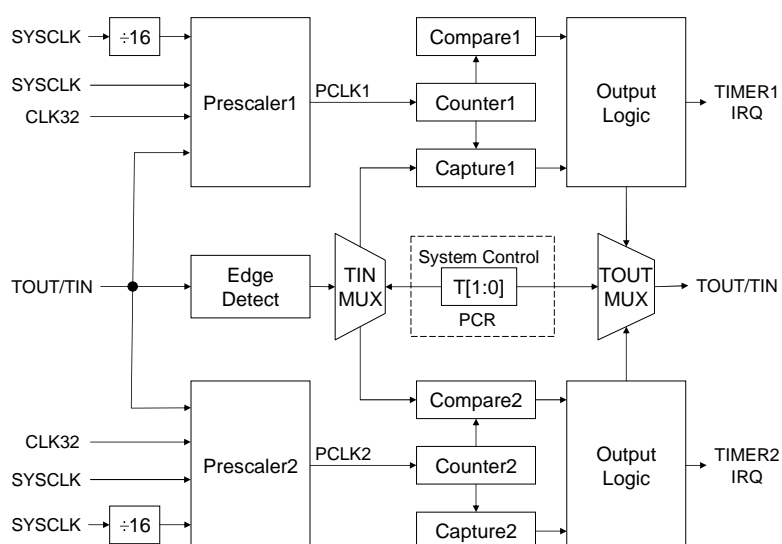 SYSCLK
÷16
SYSCLK
CLK32
Prescaler1
PCLK1
Compare1
Counter1
Capture1
Output
Logic
TIMER1
IRQ
TOUT/TIN
Edge
Detect
TIN
MUX
System Control
T[1:0]
PCR
TOUT
MUX
TOUT/TIN
CLK32
SYSCLK
SYSCLK
÷16
Prescaler2
PCLK2
Compare2
Counter2
Capture2
Output
Logic
TIMER2
IRQ